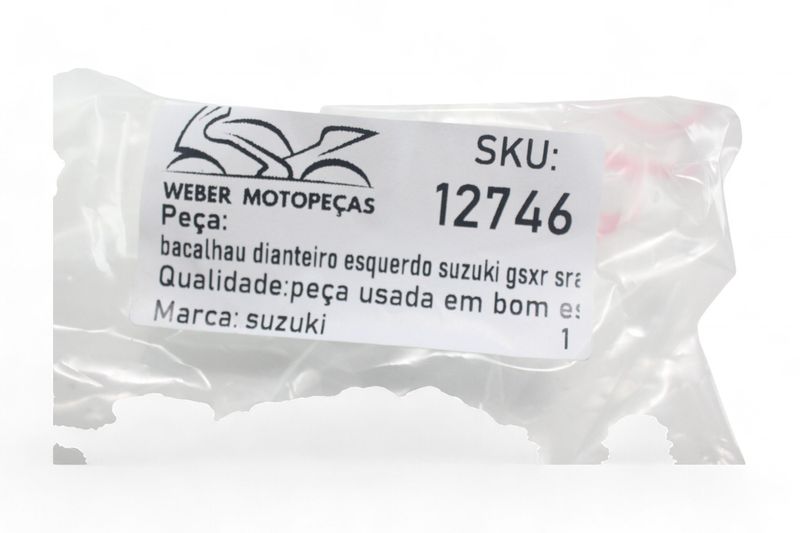 WEBER MOTOPEÇAS
SKU:
12746
Peça:
bacalhau dianteiro esquerdo suzuki gsxr
Qualidade:peça usada em bom
Marca: suzuki
1